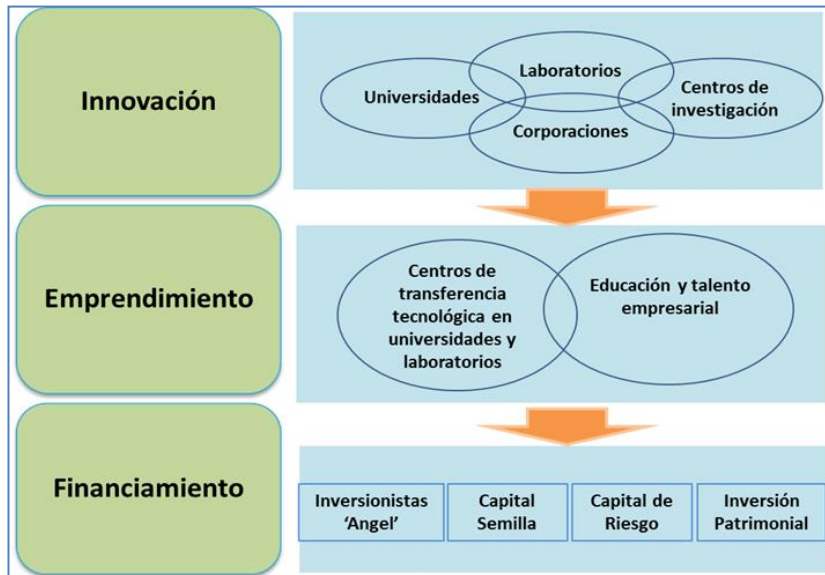 Innovación
Universidades
Laboratorios
Corporaciones
Centros de
investigación
Emprendimiento
Centros de
transferencia
tecnológica en
universidades y
laboratorios
Educación y talento
empresarial
Financiamiento
Inversionistas
‘Angel’
Capital
Semilla
Capital de
Riesgo
Inversión
Patrimonial